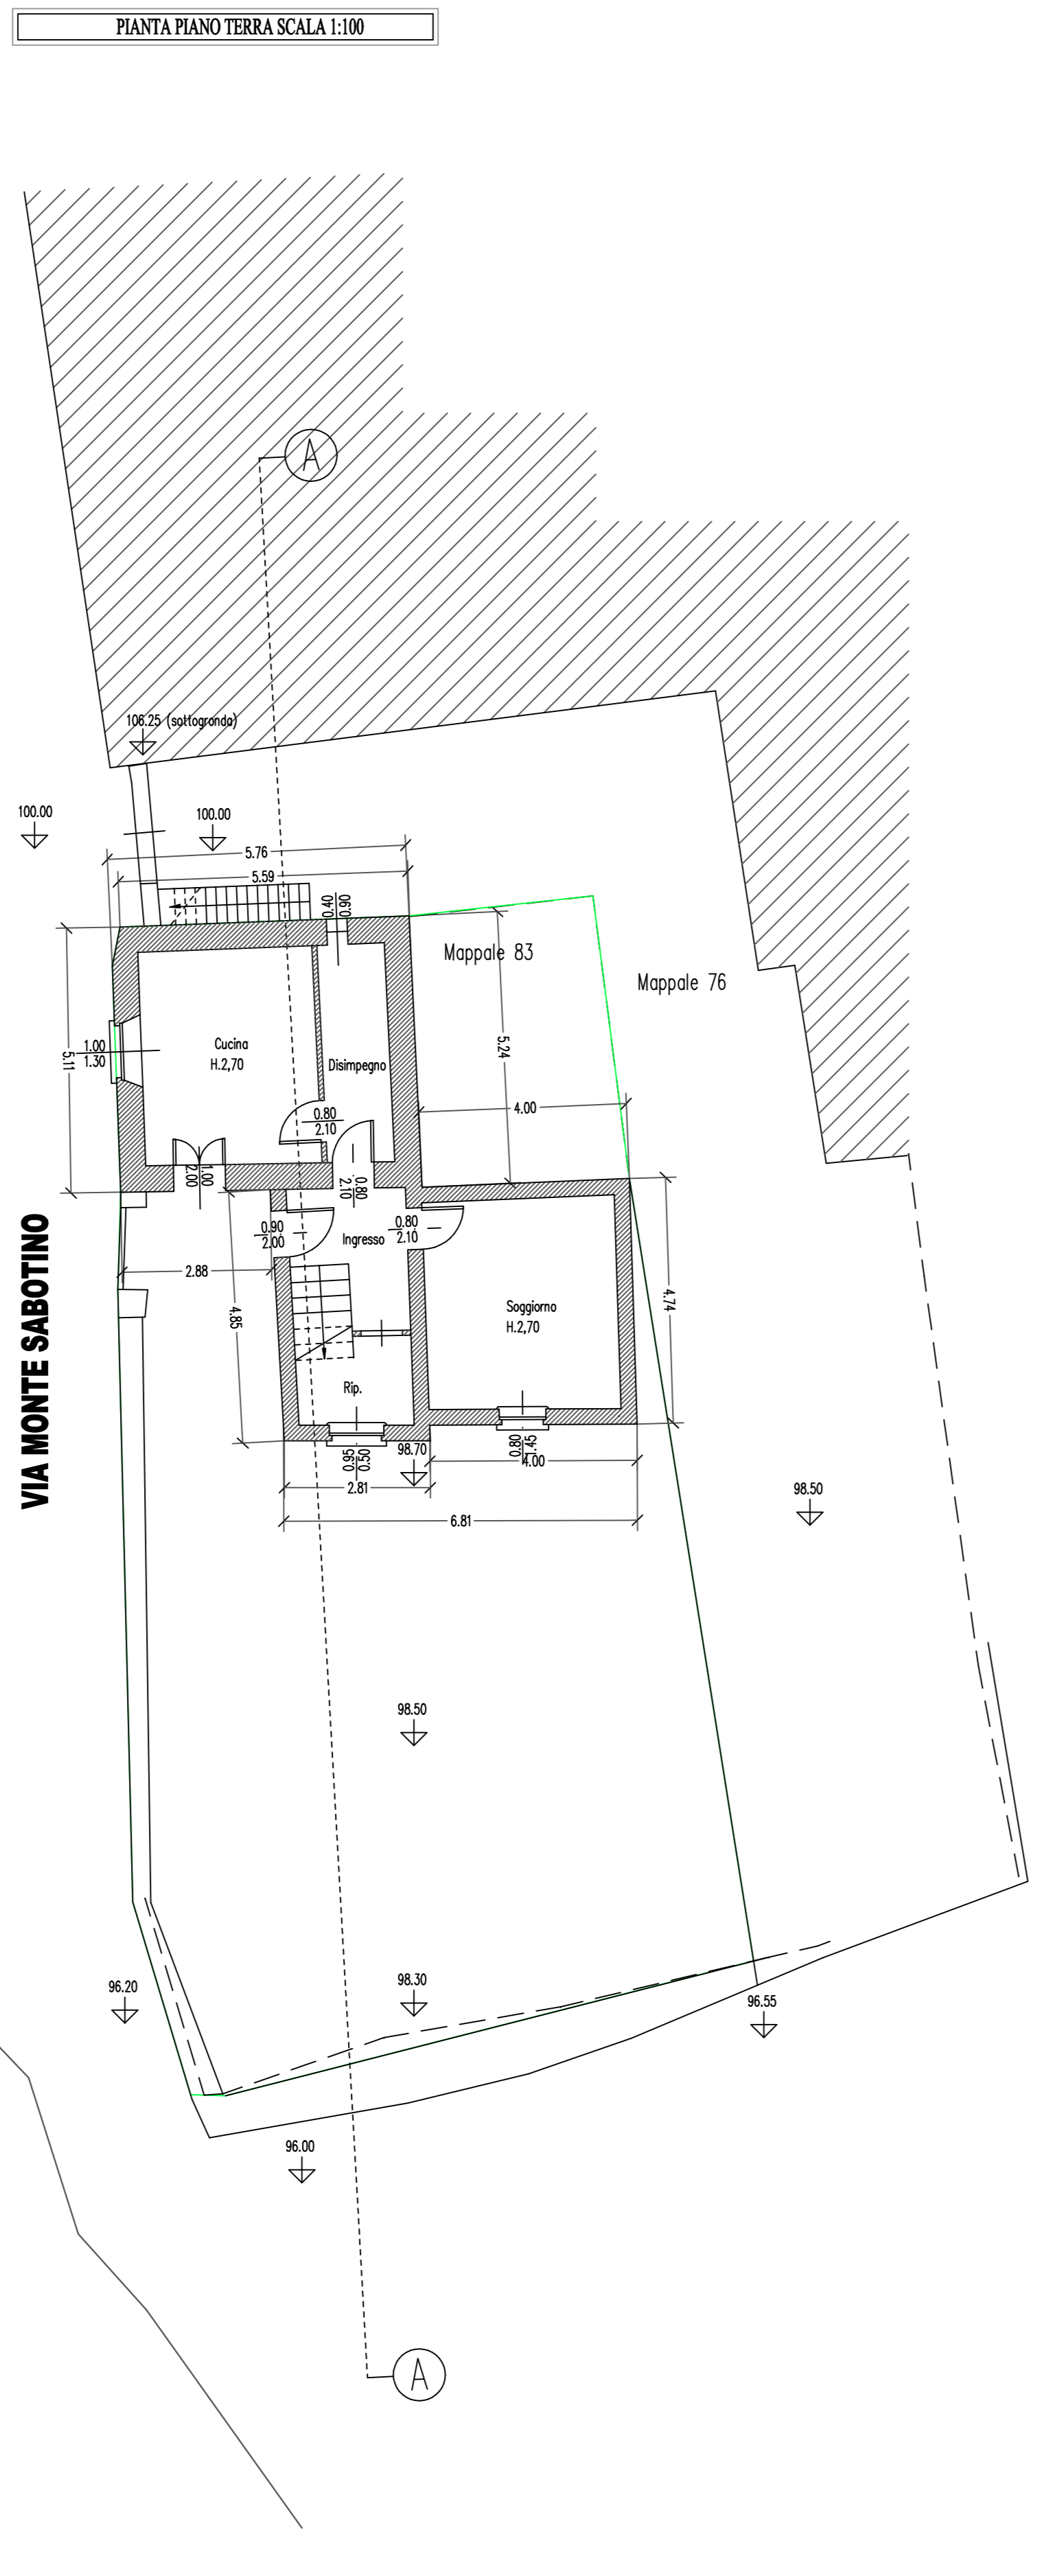 PIANTA PIANO TERRA SCALA 1:100
A
106.25 (sottogronda)
100.00
100.00
5.76
5.59
0.40
0.90
Mappale 83
Mappale 76
5.11
1.00
1.30
Cucina
H.2,70
Disimpegno
5.24
4.00
0.80
2.10
2.00
1.00
2.10
0.80
0.90
2.00
Ingresso
0.80
2.10
2.88
4.85
Soggiorno
H.2,70
4.74
Rip.
VIA MONTE SABOTINO
0.95
0.50
98.70
0.80
1.45
4.00
2.81
6.81
98.50
98.50
96.20
98.30
96.55
96.00
A